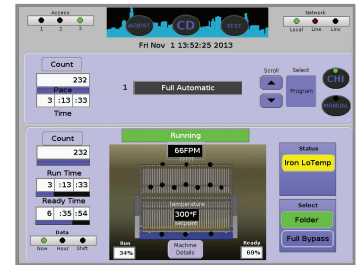 Access
1 2 3
ADJUST
CD
TEST
Network
Local Line Linc
Fri Nov 1 13:52:25 2013
Count
232
Pace
3 :13 :33
Time
1 Full Automatic
Scroll
Select
Program
CHI
MANUAL
Count
232
Run Time
3 :13 :33
Ready Time
6 :35 :54
Data
Now Hour Shift
Running
66FPM
temperature
300°F
setpoint
Run
34%
Machine
Details
Ready
69%
Status
Iron LoTemp
Select
Folder
Full Bypass